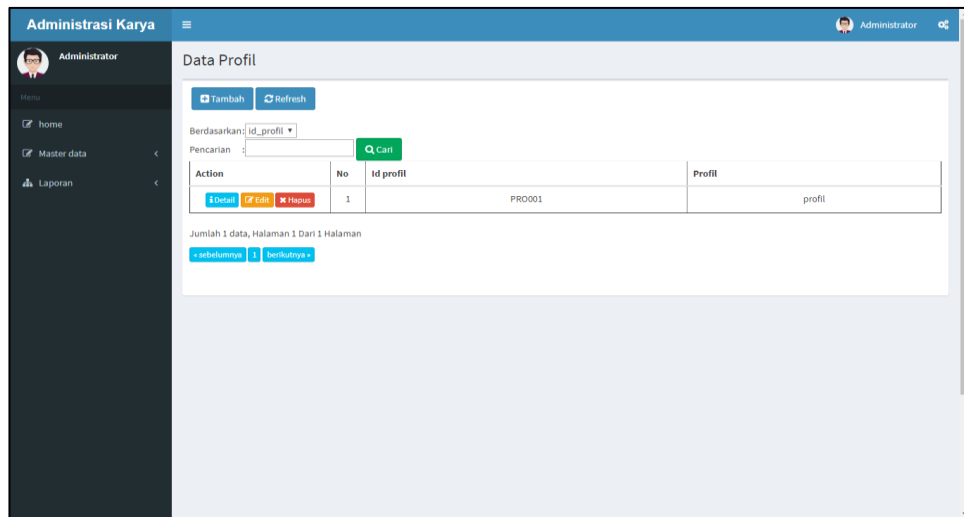 Administrasi Karya
Administrator
Administrator
Data Profil
Menu
Tambah Refresh
home
Berdasarkan: id_profil
Master data
Pencarian : Cari
Laporan
Action No Id profil Profil
Detail Edit Hapus 1 PRO001 profil
Jumlah 1 data, Halaman 1 Dari 1 Halaman
« sebelumnya 1 berikutnya »